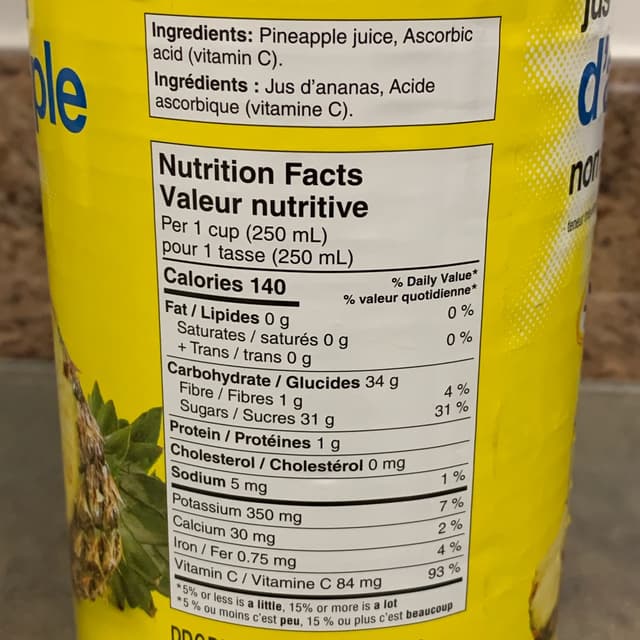 Ingredients: Pineapple juice, Ascorbic
acid (vitamin C).
Ingrédients : Jus d'ananas, Acide
ascorbique (vitamine C).
Nutrition Facts
Valeur nutritive
Per 1 cup (250 mL)
pour 1 tasse (250 mL)
Calories 140
% Daily Value*
% valeur quotidienne*
Fat / Lipides 0 g 0 %
Saturates / saturés 0 g 0 %
+ Trans / trans 0 g
Carbohydrate / Glucides 34 g
Fibre / Fibres 1 g 4 %
Sugars / Sucres 31 g 31 %
Protein / Protéines 1 g
Cholesterol / Cholestérol 0 mg
Sodium 5 mg 1 %
Potassium 350 mg 7 %
Calcium 30 mg 2 %
Iron / Fer 0.75 mg 4 %
Vitamin C / Vitamine C 84 mg 93 %
*5% or less is a little, 15% or more is a lot
*5 % ou moins c'est peu, 15 % ou plus c'est beaucoup
ple
jus
d'
non